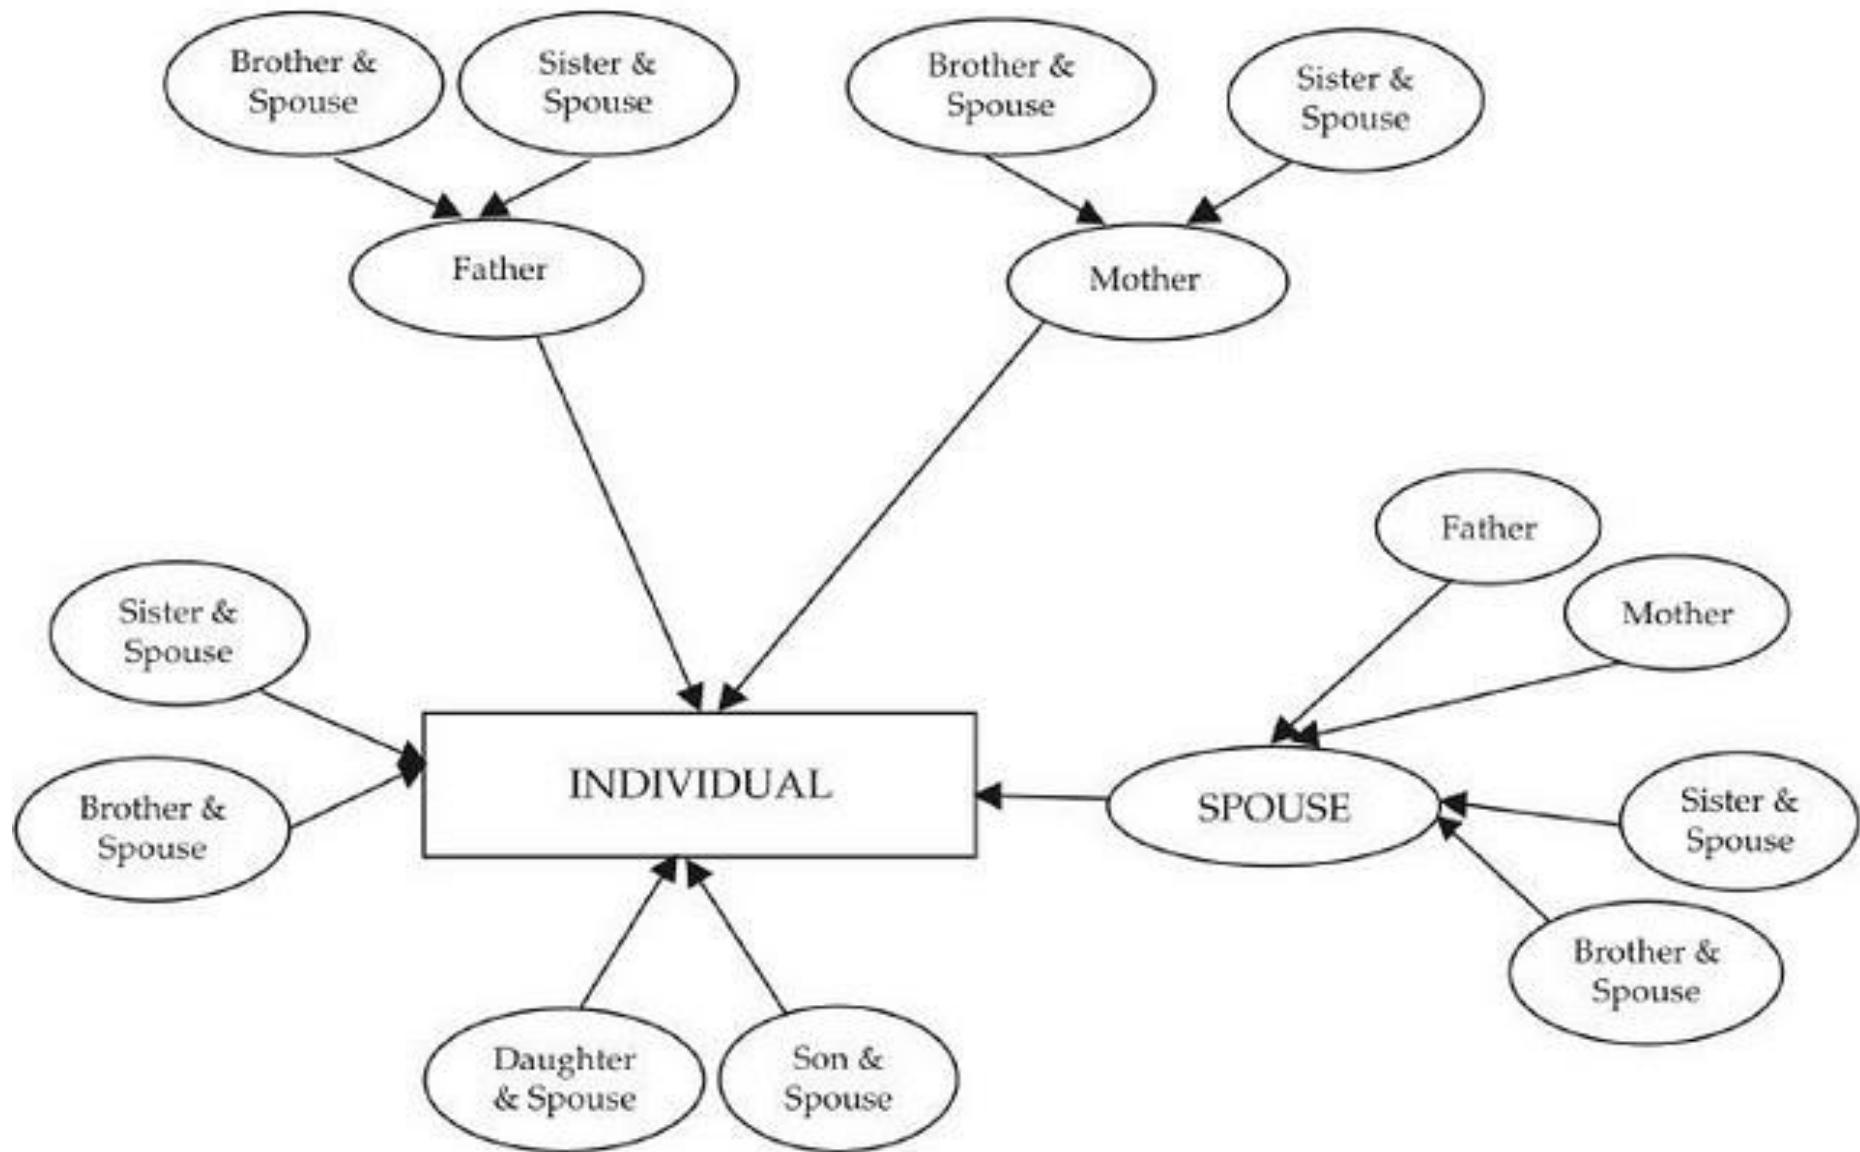 Brother &
Spouse
Sister &
Spouse
Brother &
Spouse
Sister &
Spouse
Father
Mother
Father
Mother
Sister &
Spouse
Brother &
Spouse
INDIVIDUAL
SPOUSE
Sister &
Spouse
Brother &
Spouse
Daughter
& Spouse
Son &
Spouse